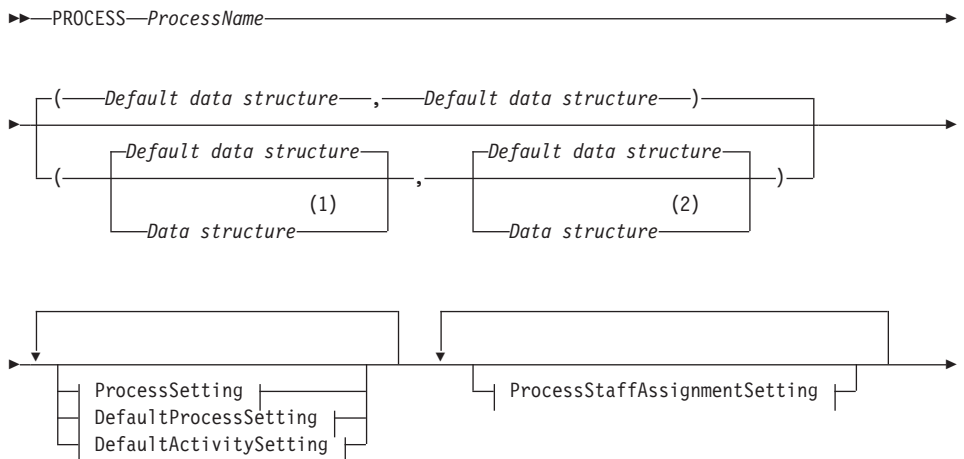 PROCESS ProcessName
( Default data structure , Default data structure )
Default data structure Default data structure
( , )
(1) (2)
Data structure Data structure
ProcessSetting ProcessStaffAssignmentSetting
DefaultProcessSetting
DefaultActivitySetting